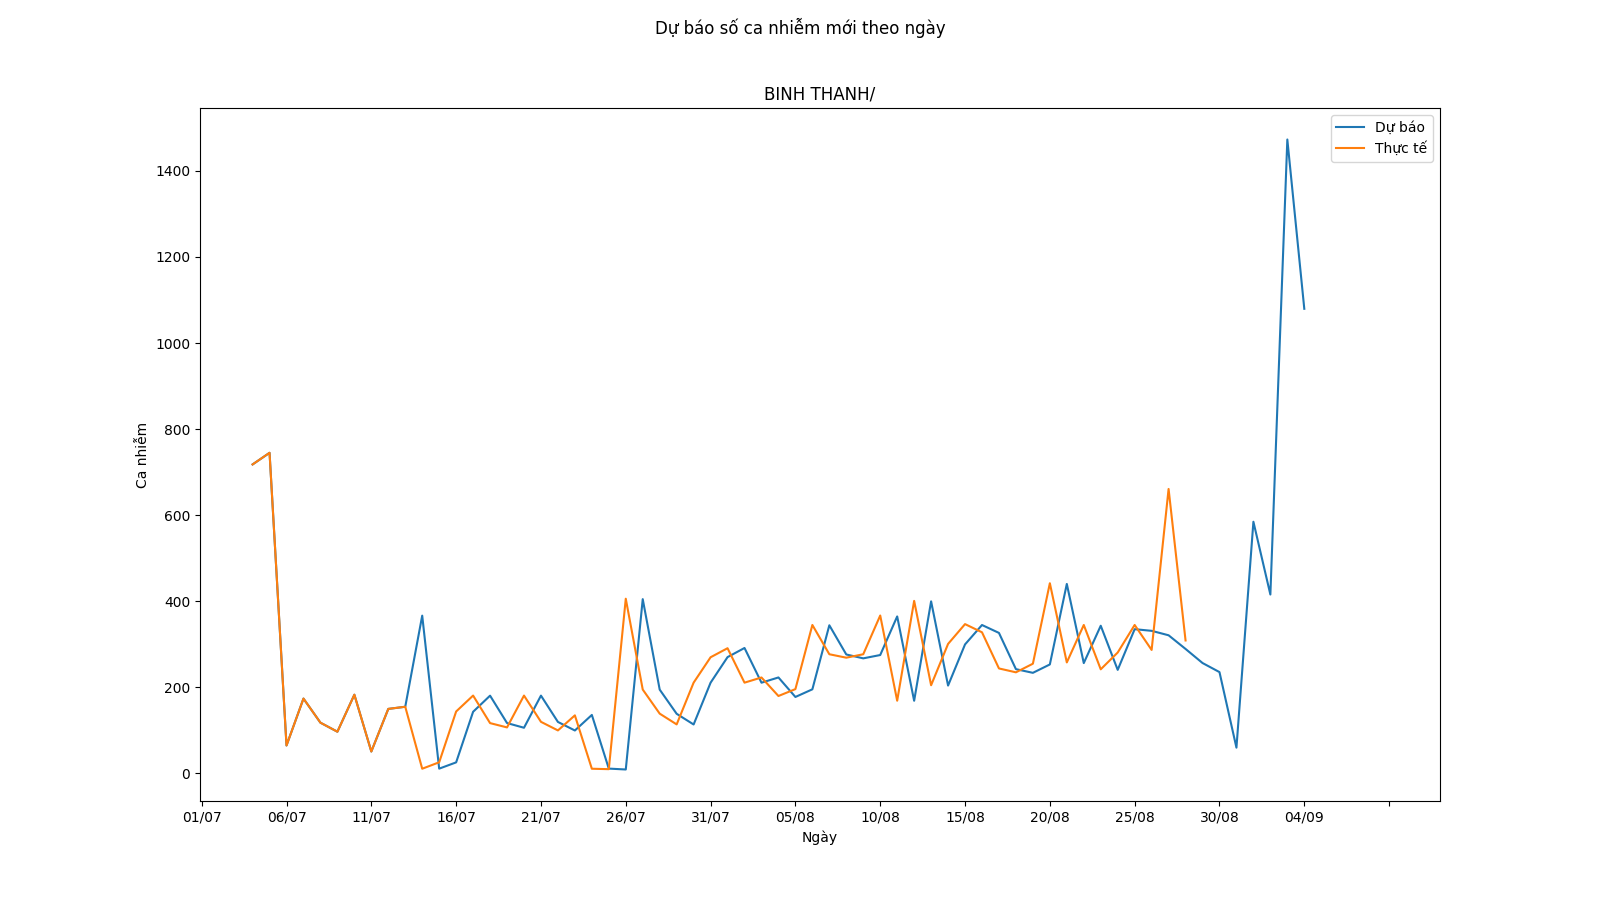 Dự báo số ca nhiễm mới theo ngày
BINH THANH/
Dự báo
Thực tế
1400
1200
1000
800
600
400
200
0
Ca nhiễm
01/07 06/07 11/07 16/07 21/07 26/07 31/07 05/08 10/08 15/08 20/08 25/08 30/08 04/09
Ngày